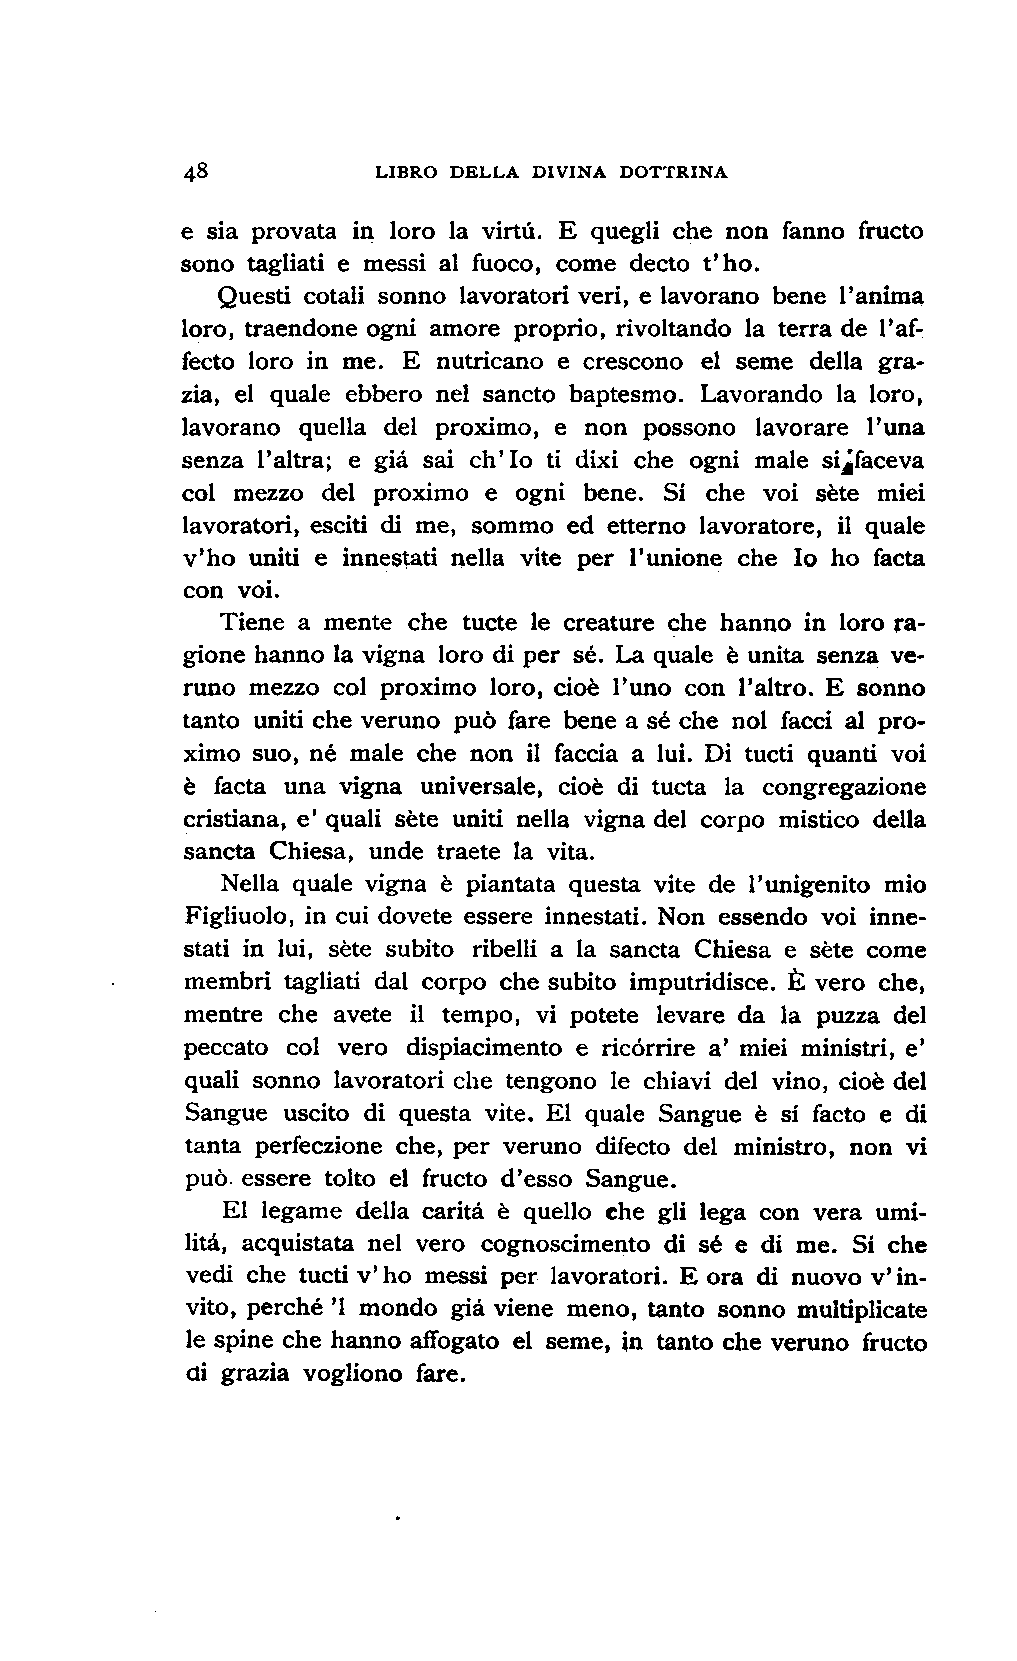 48 LIBRO DELLA DIVINA DOTTRINA
e sia provata in loro la virtú. E quegli che non fanno fructo
sono tagliati e messi al fuoco, come decto t'ho.
Questi cotali sonno lavoratori veri, e lavorano bene l'anima
loro, traendone ogni amore proprio, rivoltando la terra de l'af-
fecto loro in me. E nutricano e crescono el seme della gra-
zia, el quale ebbero nel sancto baptesmo. Lavorando la loro,
lavorano quella del proximo, e non possono lavorare l'una
senza l'altra; e giá sai ch'Io ti dixi che ogni male si faceva
col mezzo del proximo e ogni bene. Sí che voi sète miei
lavoratori, esciti di me, sommo ed etterno lavoratore, il quale
v'ho uniti e innestati nella vite per l'unione che Io ho facta
con voi.
Tiene a mente che tucte le creature che hanno in loro ra-
gione hanno la vigna loro di per sé. La quale è unita senza ve-
runo mezzo col proximo loro, cioè l'uno con l'altro. E sonno
tanto uniti che veruno può fare bene a sé che nol facci al pro-
ximo suo, né male che non il faccia a lui. Di tucti quanti voi
è facta una vigna universale, cioè di tucta la congregazione
cristiana, e' quali sète uniti nella vigna del corpo mistico della
sancta Chiesa, unde traete la vita.
Nella quale vigna è piantata questa vite de l'unigenito mio
Figliuolo, in cui dovete essere innestati. Non essendo voi inne-
stati in lui, sète subito ribelli a la sancta Chiesa e sète come
membri tagliati dal corpo che subito imputridisce. È vero che,
mentre che avete il tempo, vi potete levare da la puzza del
peccato col vero dispiacimento e ricórrire a' miei ministri, e'
quali sonno lavoratori che tengono le chiavi del vino, cioè del
Sangue uscito di questa vite. El quale Sangue è sí facto e di
tanta perfeczione che, per veruno difecto del ministro, non vi
può essere tolto el fructo d'esso Sangue.
El legame della caritá è quello che gli lega con vera umi-
litá, acquistata nel vero cognoscimento di sé e di me. Sí che
vedi che tucti v'ho messi per lavoratori. E ora di nuovo v'in-
vito, perché 'l mondo giá viene meno, tanto sonno multiplicate
le spine che hanno affogato el seme, in tanto che veruno fructo
di grazia vogliono fare.